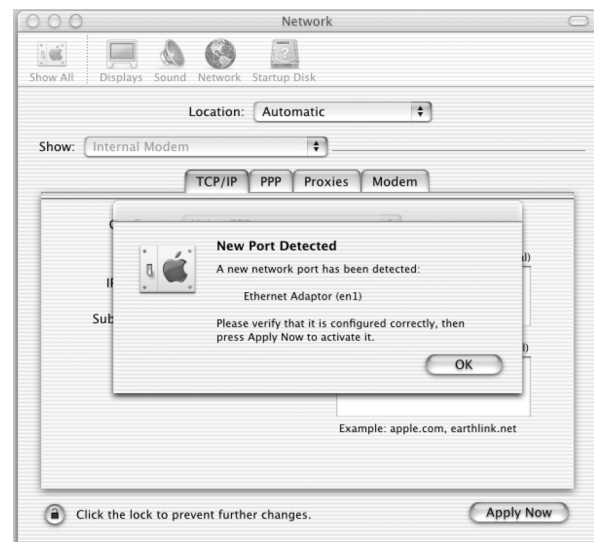 Network
Show All Displays Sound Network Startup Disk
Location: Automatic
Show: Internal Modem
TCP/IP PPP Proxies Modem
New Port Detected
A new network port has been detected:
Ethernet Adaptor (en1)
Please verify that it is configured correctly, then
press Apply Now to activate it.
OK
Sub
Example: apple.com, earthlink.net
Click the lock to prevent further changes.
Apply Now